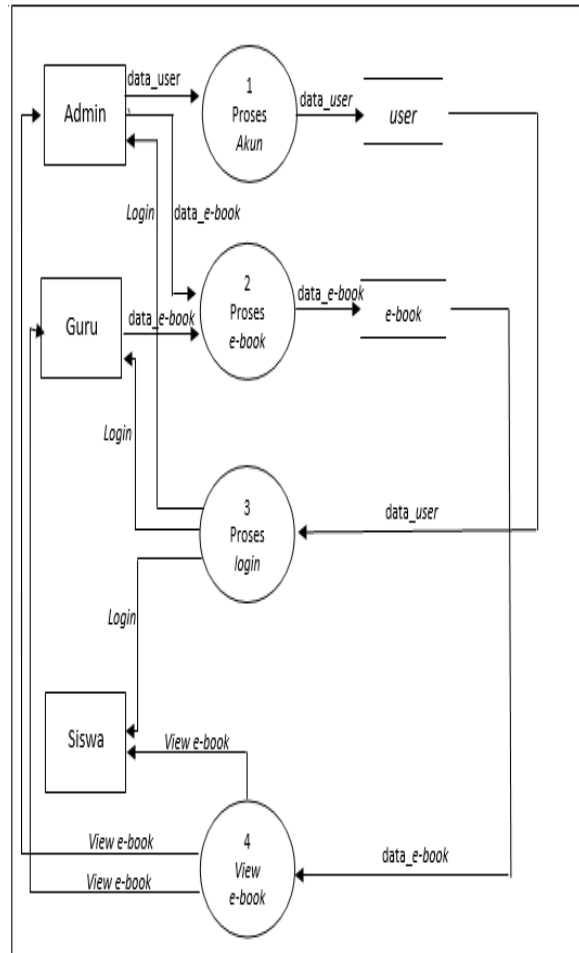 data_user
Admin
1
Proses
Akun
data_user
user
Login
data_e-book
2
Proses
e-book
data_e-book
e-book
Guru
data_e-book
Login
3
Proses
login
data_user
Login
Siswa
View e-book
4
View
e-book
View e-book
View e-book
data_e-book